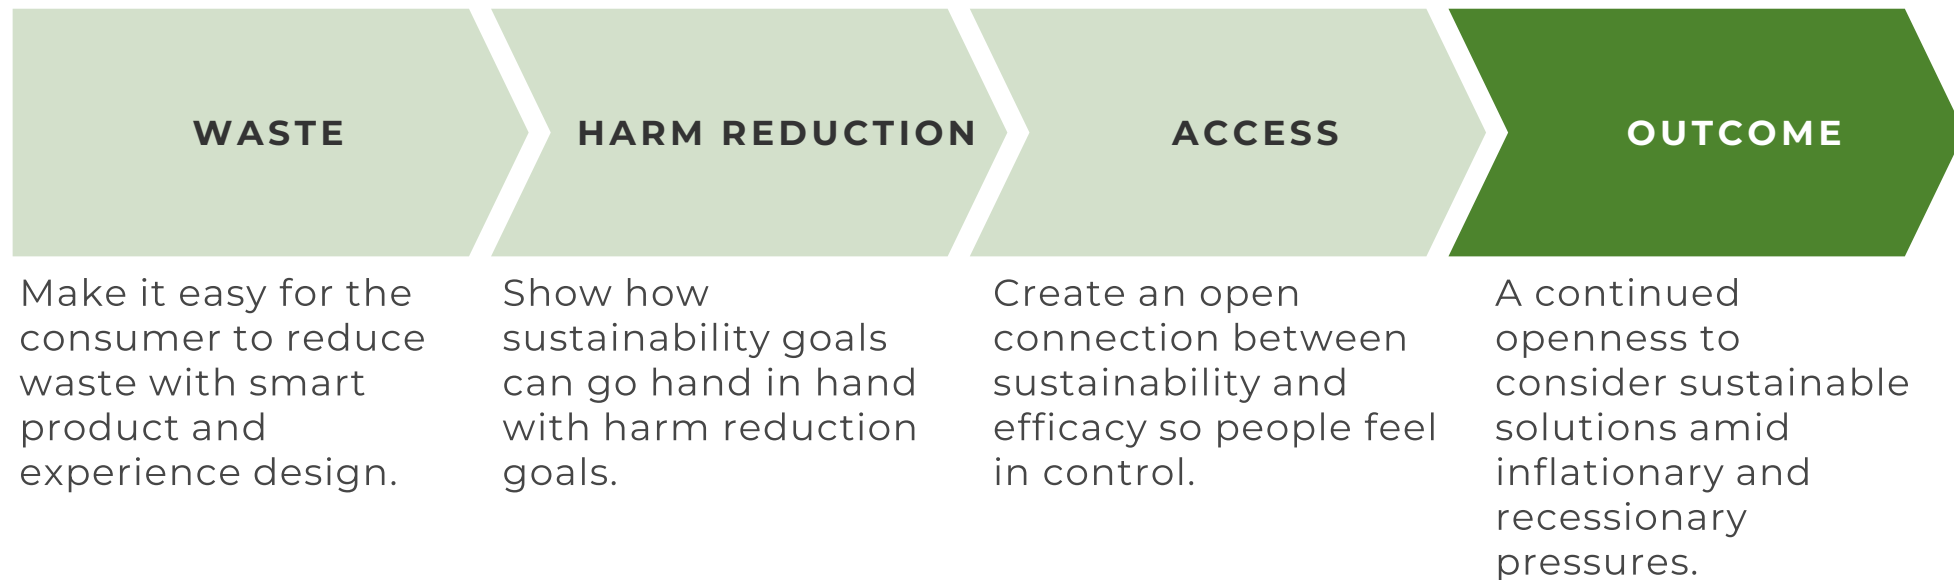 WASTE
Make it easy for the
consumer to reduce
waste with smart
product and
experience design.
HARM REDUCTION
Show how
sustainability goals
can go hand in hand
with harm reduction
goals.
ACCESS
Create an open
connection between
sustainability and
efficacy so people feel
in control.
OUTCOME
A continued
openness to
consider sustainable
solutions amid
inflationary and
recessionary
pressures.